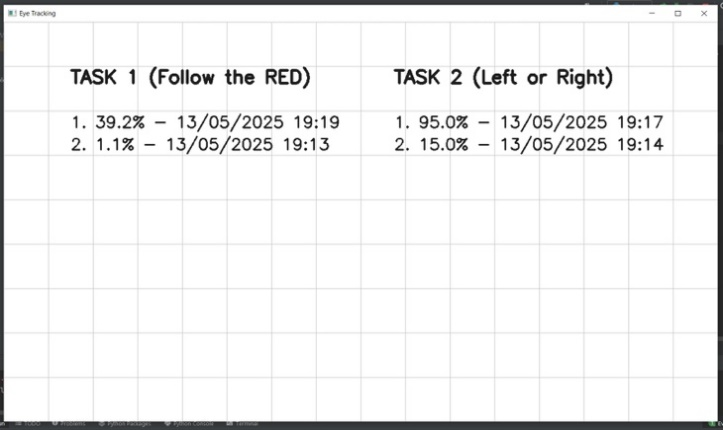 Eye Tracking
TASK 1 (Follow the RED)
1. 39.2% – 13/05/2025 19:19
2. 1.1% – 13/05/2025 19:13
TASK 2 (Left or Right)
1. 95.0% – 13/05/2025 19:17
2. 15.0% – 13/05/2025 19:14
TODO Problems Python Packages Python Console Terminal